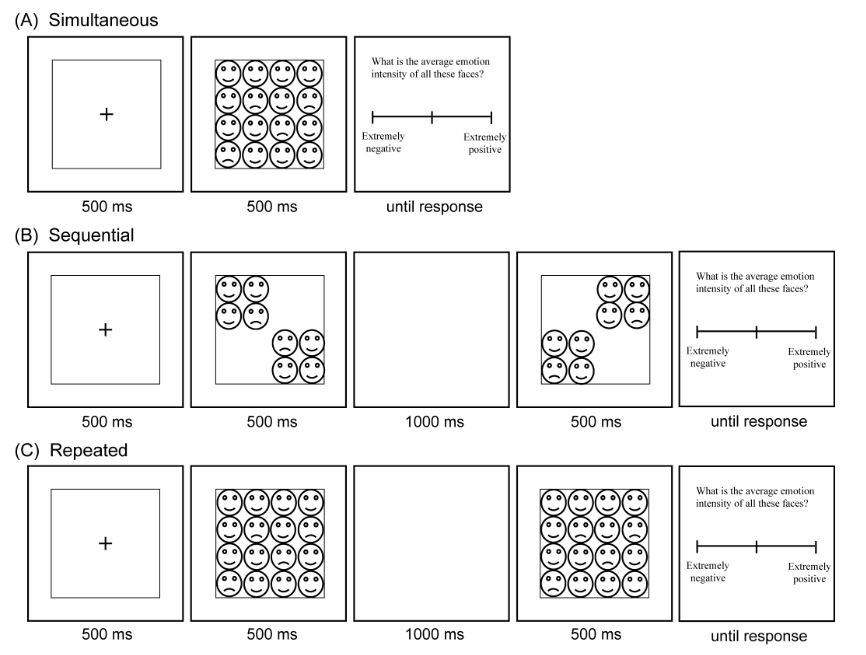 (A) Simultaneous
What is the average emotion
intensity of all these faces?
Extremely
negative
Extremely
positive
500 ms
500 ms
until response
(B) Sequential
What is the average emotion
intensity of all these faces?
Extremely
negative
Extremely
positive
500 ms
500 ms
1000 ms
500 ms
until response
(C) Repeated
What is the average emotion
intensity of all these faces?
Extremely
negative
Extremely
positive
500 ms
500 ms
1000 ms
500 ms
until response